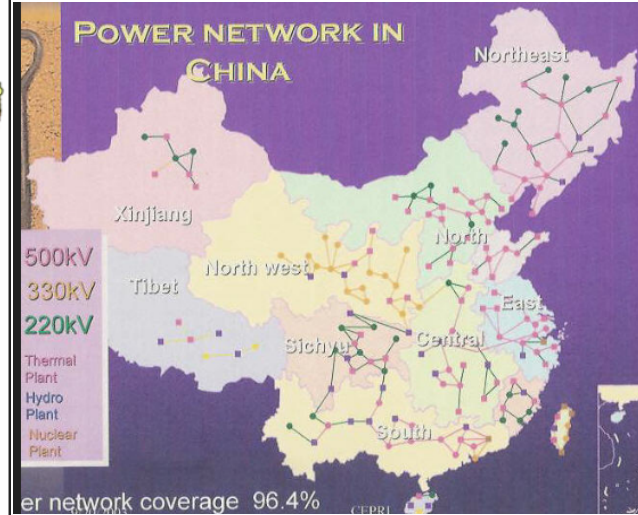 POWER NETWORK IN
CHINA
Northeast
Xinjiang
North
North west
Tibet
East
Sichyu
Central
South
500kV
330kV
220kV
Thermal
Plant
Hydro
Plant
Nuclear
Plant
er network coverage 96.4%
CEPRI